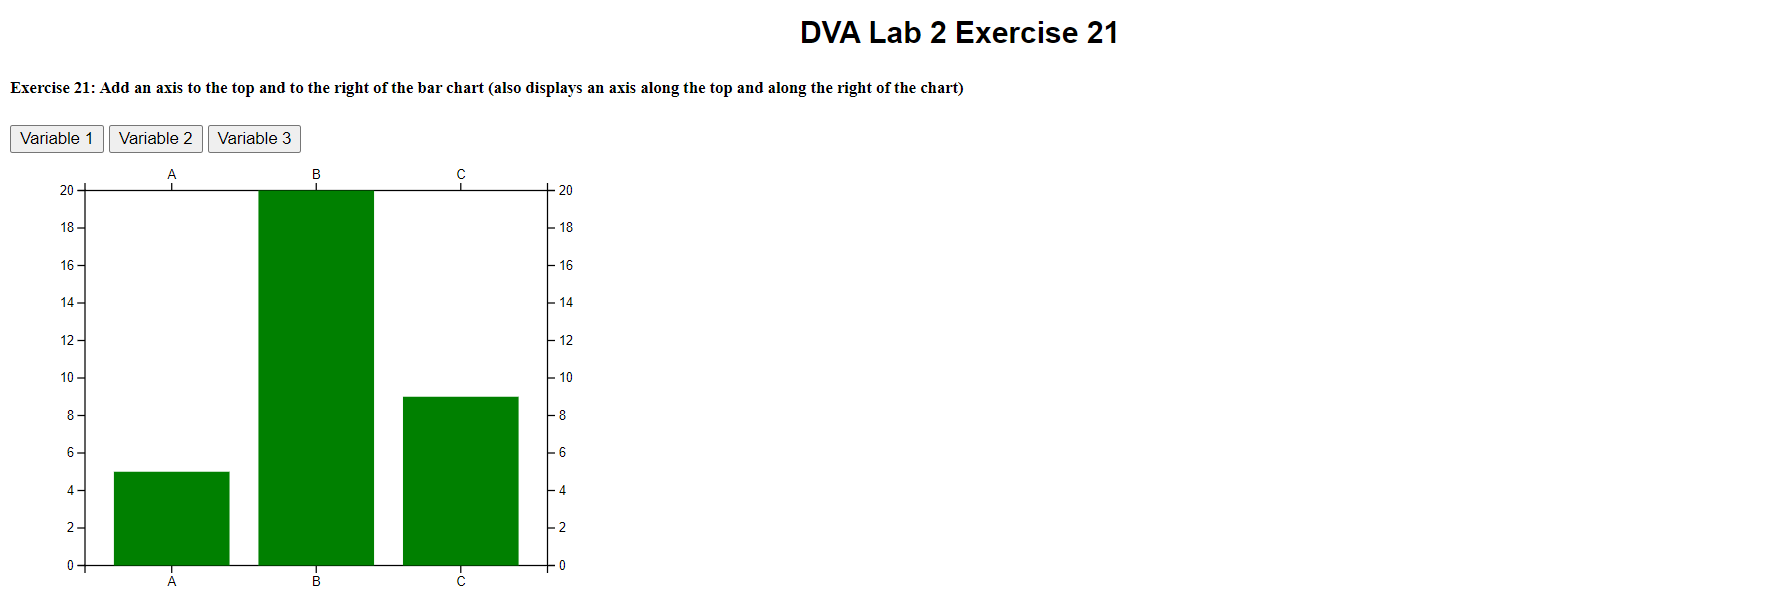 DVA Lab 2 Exercise 21
Exercise 21: Add an axis to the top and to the right of the bar chart (also displays an axis along the top and along the right of the chart)
Variable 1 Variable 2 Variable 3
A B C
20 20
18 18
16 16
14 14
12 12
10 10
8 8
6 6
4 4
2 2
0 0
A B C